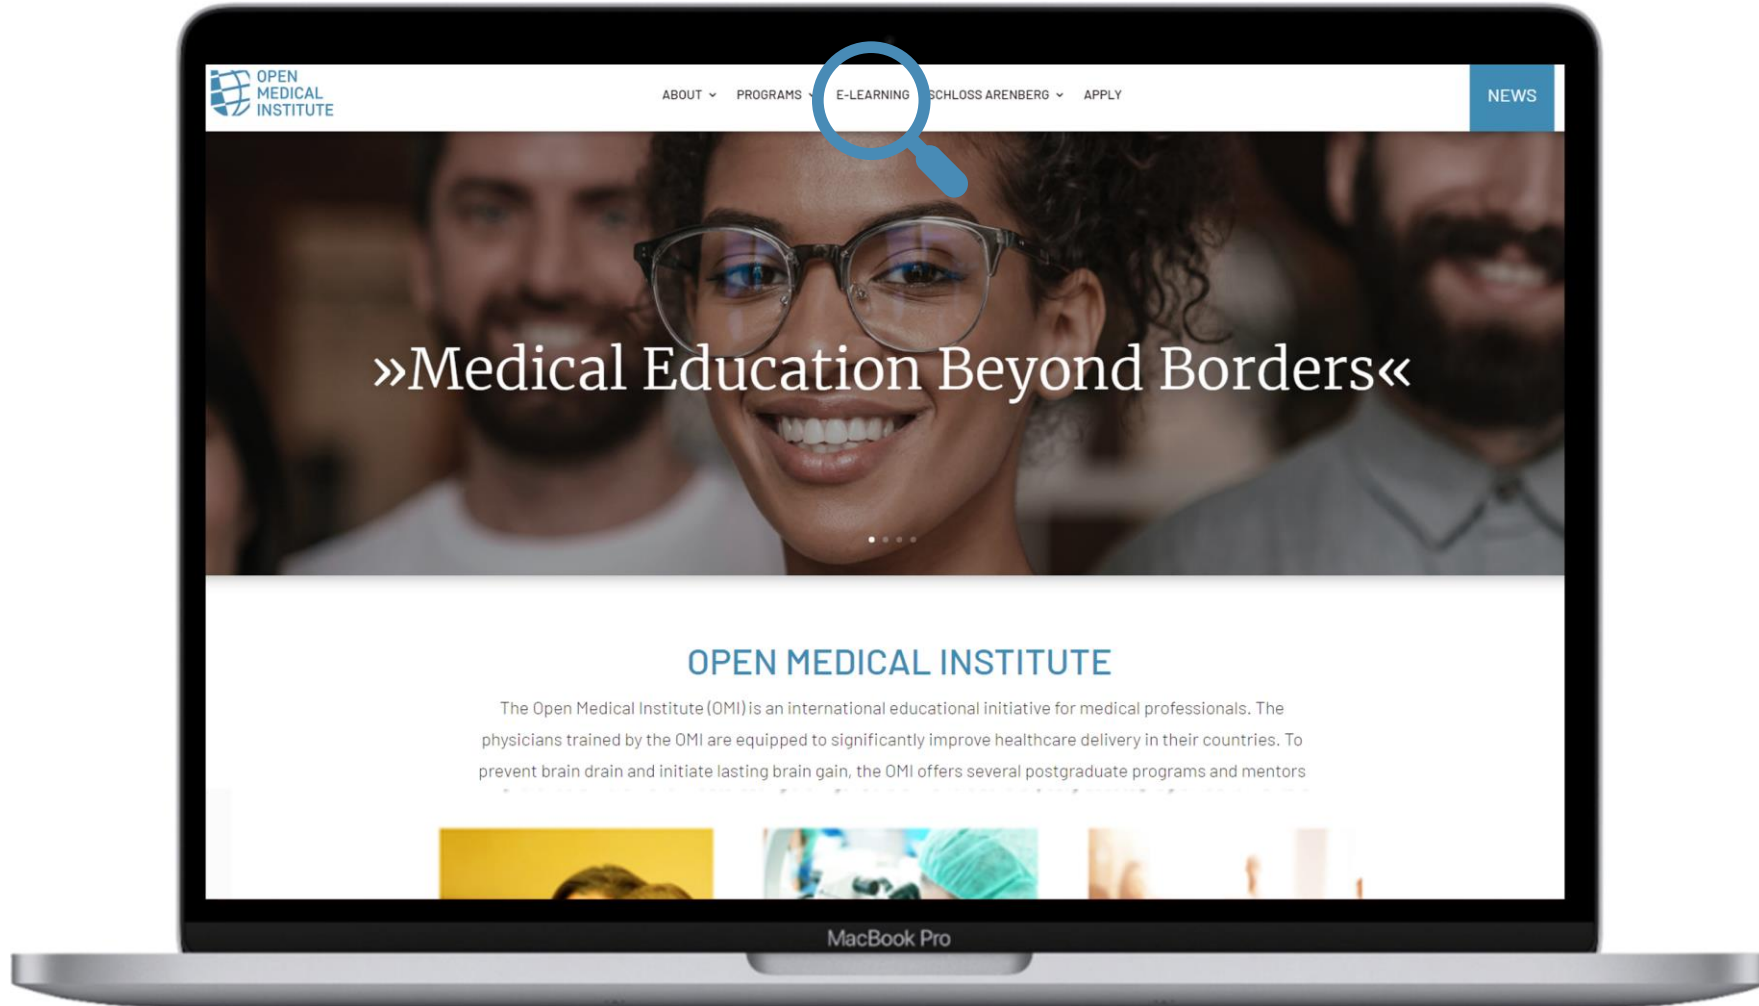 OPEN
MEDICAL
INSTITUTE
ABOUT PROGRAMS E-LEARNING SCHLOSS ARENBERG APPLY
NEWS
»Medical Education Beyond Borders«
OPEN MEDICAL INSTITUTE
The Open Medical Institute (OMI) is an international educational initiative for medical professionals. The
physicians trained by the OMI are equipped to significantly improve healthcare delivery in their countries. To
prevent brain drain and initiate lasting brain gain, the OMI offers several postgraduate programs and mentors
MacBook Pro